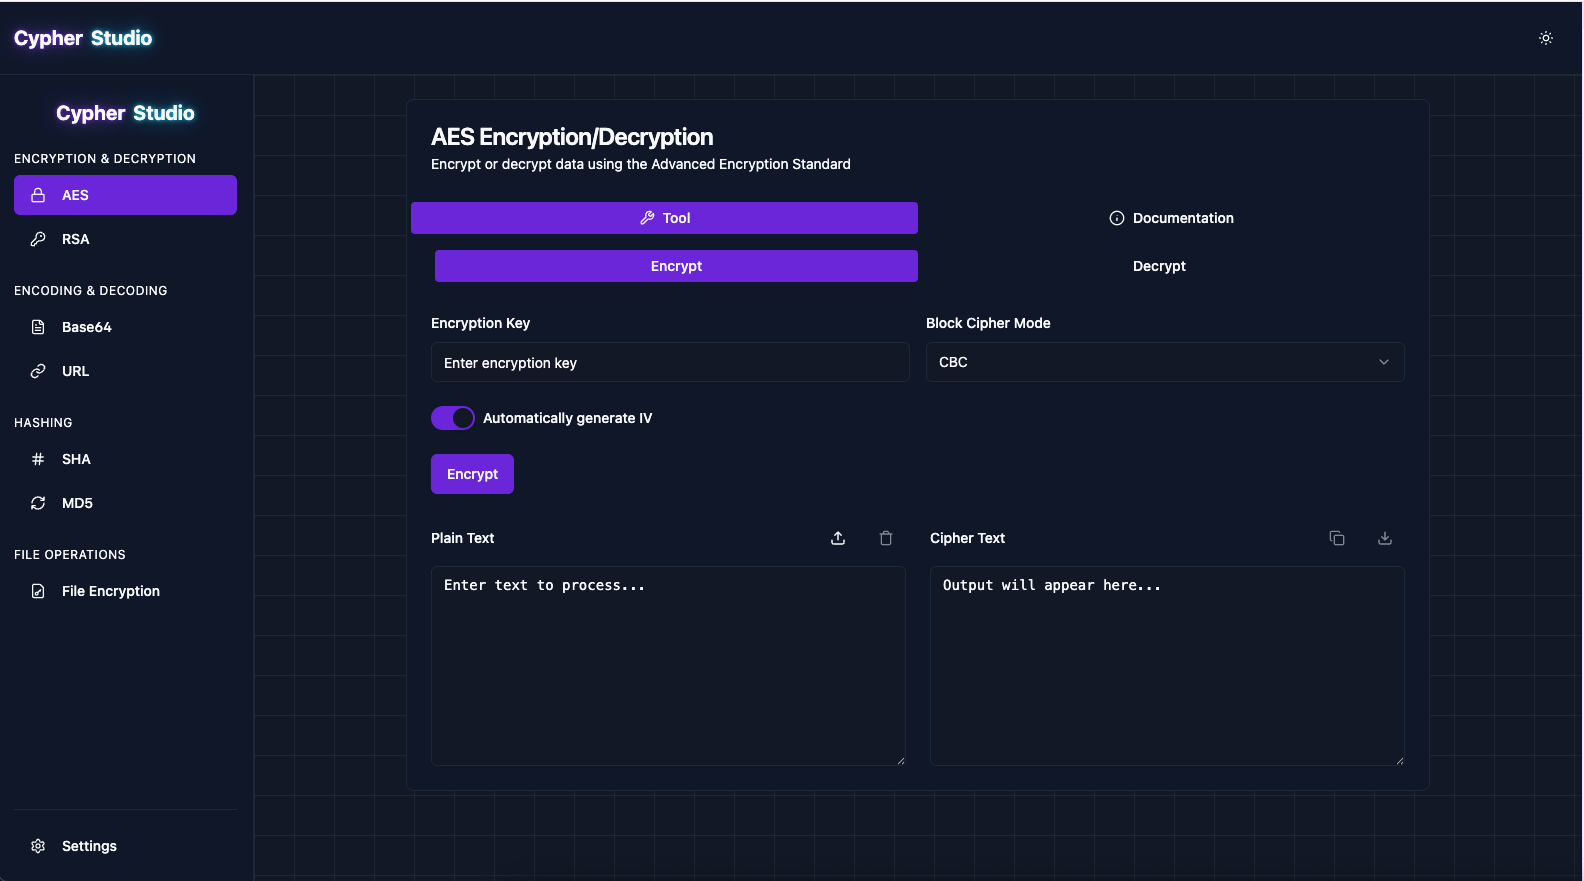 Cypher Studio
Cypher Studio
ENCRYPTION & DECRYPTION
AES
RSA
ENCODING & DECODING
Base64
URL
HASHING
SHA
MD5
FILE OPERATIONS
File Encryption
Settings
AES Encryption/Decryption
Encrypt or decrypt data using the Advanced Encryption Standard
Tool
Documentation
Encrypt
Decrypt
Encryption Key
Block Cipher Mode
Enter encryption key
CBC
Automatically generate IV
Encrypt
Plain Text
Cipher Text
Enter text to process...
Output will appear here...